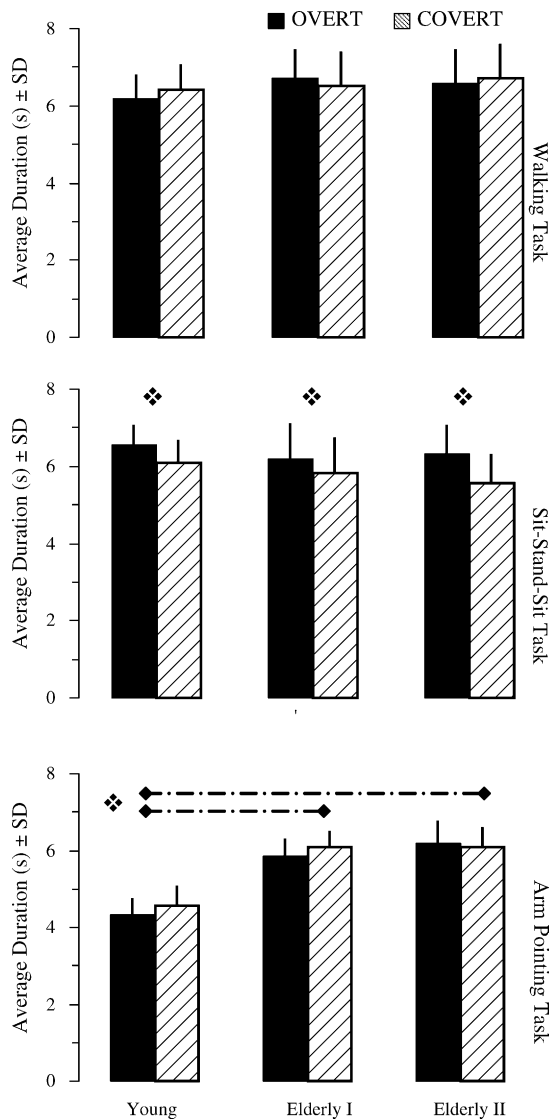 OVERT COVERT
8
6
4
2
0
Average Duration (s) ± SD
Walking Task
8
6
4
2
0
Average Duration (s) ± SD
Sit-Stand-Sit Task
8
6
4
2
0
Average Duration (s) ± SD
Arm Pointing Task
Young Elderly I Elderly II